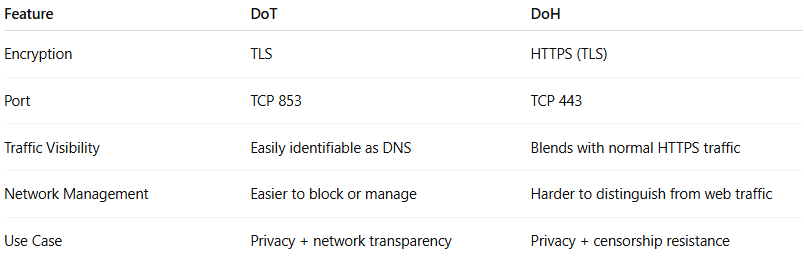 Feature DoT DoH
Encryption TLS HTTPS (TLS)
Port TCP 853 TCP 443
Traffic Visibility Easily identifiable as DNS Blends with normal HTTPS traffic
Network Management Easier to block or manage Harder to distinguish from web traffic
Use Case Privacy + network transparency Privacy + censorship resistance